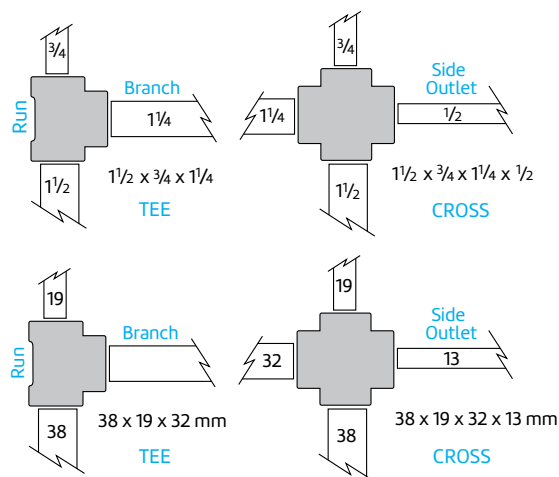 3/4
Run
Branch
1 1/4
1 1/2
1 1/2 x 3/4 x 1 1/4
TEE
3/4
Side
Outlet
1 1/4
1/2
1 1/2
1 1/2 x 3/4 x 1 1/4 x 1/2
CROSS
19
Run
Branch
38
38 x 19 x 32 mm
TEE
19
Side
Outlet
32
13
38
38 x 19 x 32 x 13 mm
CROSS